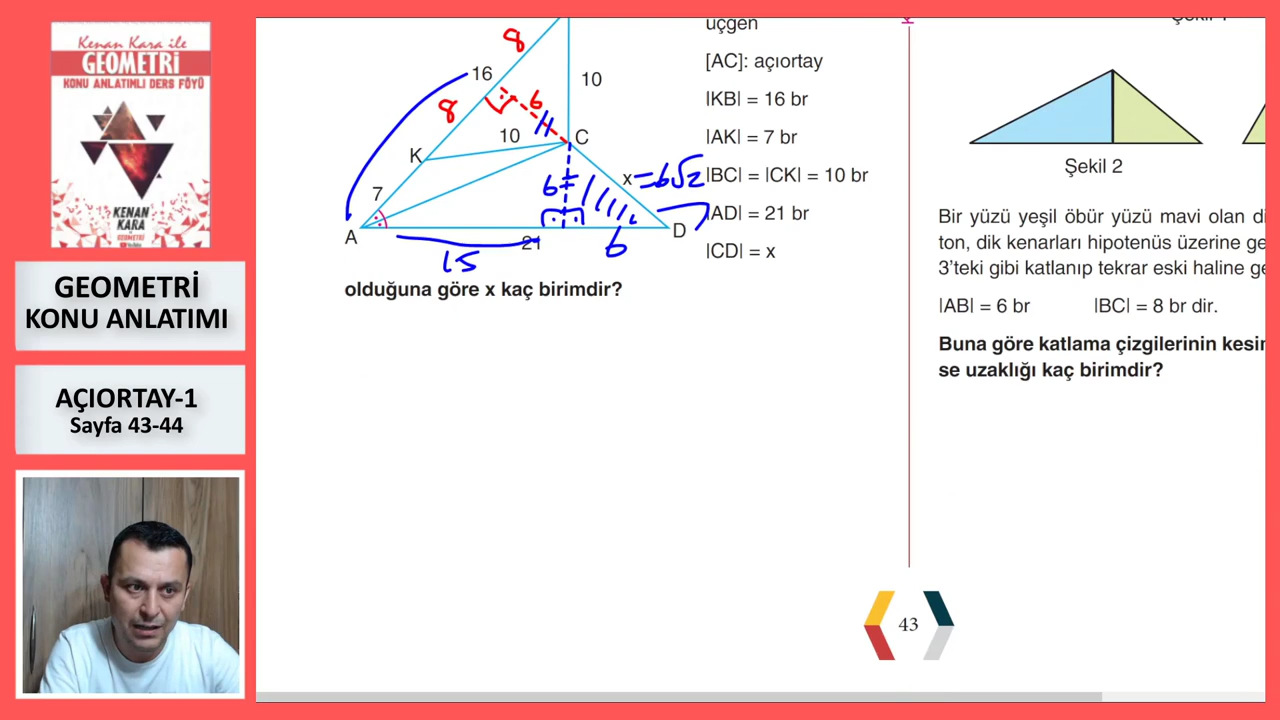 Kenan Kara ile
GEOMETRİ
KONU ANLATIMLI DERS FÖYÜ
KENAN
KARA
GEOMETRİ
KONU ANLATIMI
AÇIORTAY-1
Sayfa 43-44
8
16
10
8
6
10
C
K
7
6
x = 6√2
A
21
D
15
6
üçgen
[AC]: açıortay
|KB| = 16 br
|AK| = 7 br
|BC| = |CK| = 10 br
|AD| = 21 br
|CD| = x
olduğuna göre x kaç birimdir?
Şekil 2
Bir yüzü yeşil öbür yüzü mavi olan di
ton, dik kenarları hipotenüs üzerine ge
3'teki gibi katlanıp tekrar eski haline ge
|AB| = 6 br |BC| = 8 br dir.
Buna göre katlama çizgilerinin kesi
se uzaklığı kaç birimdir?
43